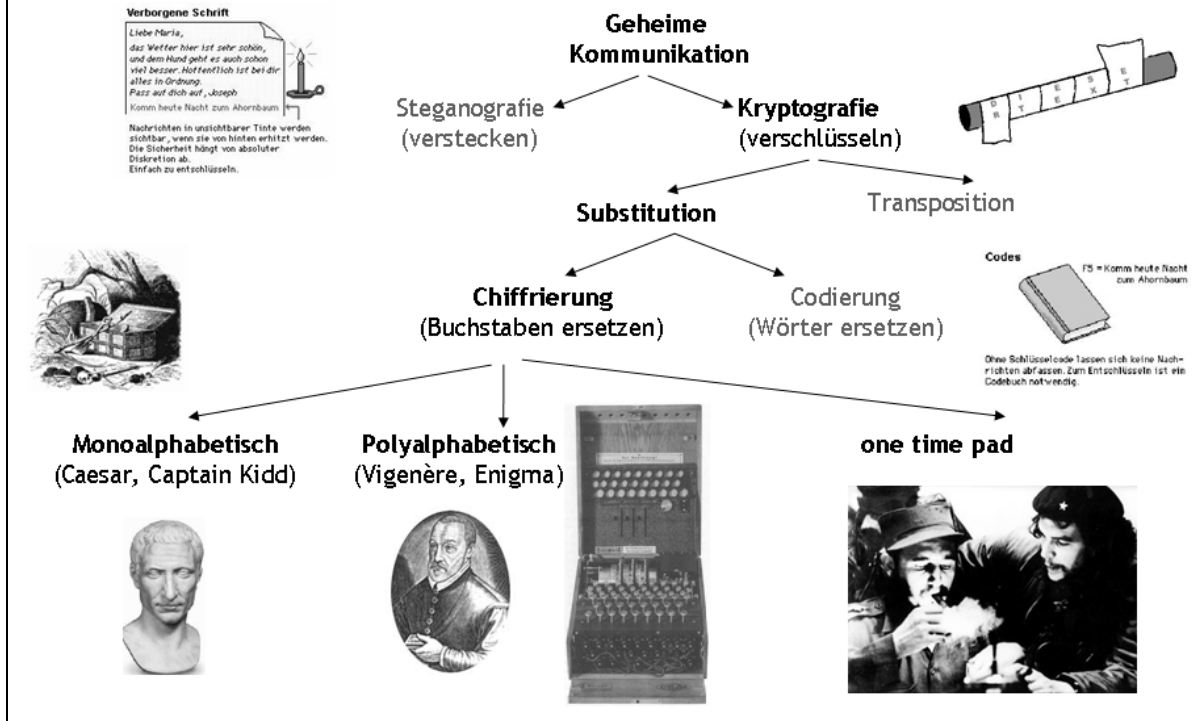 Verborgene Schrift
Liebe Maria,
das Wetter hier ist sehr schön,
und dem Hund geht es auch schon
viel besser. Hoffentlich ist bei dir
alles in Ordnung.
Pass auf dich auf, Joseph
Komm heute Nacht zum Ahornbaum
Nachrichten in unsichtbarer Tinte werden
sichtbar, wenn sie von hinten erhitzt werden.
Die Sicherheit hängt von absoluter
Diskretion ab.
Einfach zu entschlüsseln.
Geheime
Kommunikation
Steganografie
(verstecken)
Kryptografie
(verschlüsseln)
D I E S E
R T E X T
Substitution
Transposition
Chiffrierung
(Buchstaben ersetzen)
Codierung
(Wörter ersetzen)
Codes
F5 = Komm heute Nacht
zum Ahornbaum
Ohne Schlüsselcode lassen sich keine Nach-
richten abfassen. Zum Entschlüsseln ist ein
Codebuch notwendig.
Monoalphabetisch
(Caesar, Captain Kidd)
Polyalphabetisch
(Vigenère, Enigma)
one time pad